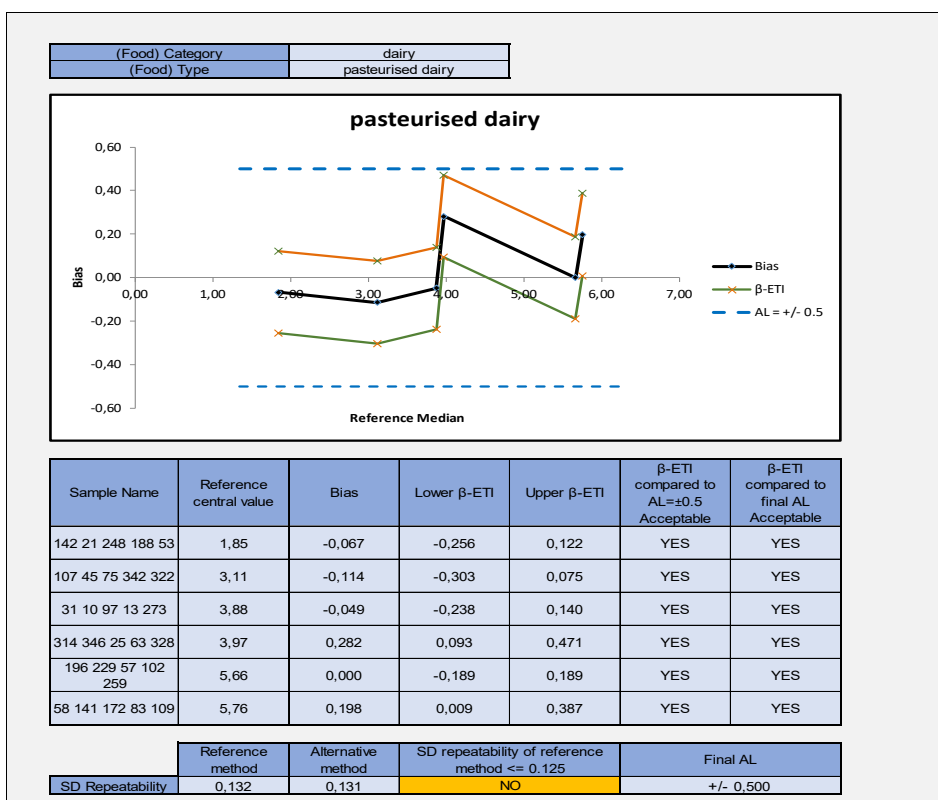 (Food) Category dairy
(Food) Type pasteurised dairy
pasteurised dairy
0,60
0,40
0,20
0,00
-0,20
-0,40
-0,60
0,00 1,00 2,00 3,00 4,00 5,00 6,00 7,00
Bias
Reference Median
Bias
β-ETI
AL = +/- 0.5
Sample Name Reference central value Bias Lower β-ETI Upper β-ETI β-ETI compared to AL=±0.5 Acceptable β-ETI compared to final AL Acceptable
142 21 248 188 53 1,85 -0,067 -0,256 0,122 YES YES
107 45 75 342 322 3,11 -0,114 -0,303 0,075 YES YES
31 10 97 13 273 3,88 -0,049 -0,238 0,140 YES YES
314 346 25 63 328 3,97 0,282 0,093 0,471 YES YES
196 229 57 102 259 5,66 0,000 -0,189 0,189 YES YES
58 141 172 83 109 5,76 0,198 0,009 0,387 YES YES
Reference method Alternative method SD repeatability of reference method <= 0.125 Final AL
SD Repeatability 0,132 0,131 NO +/- 0,500